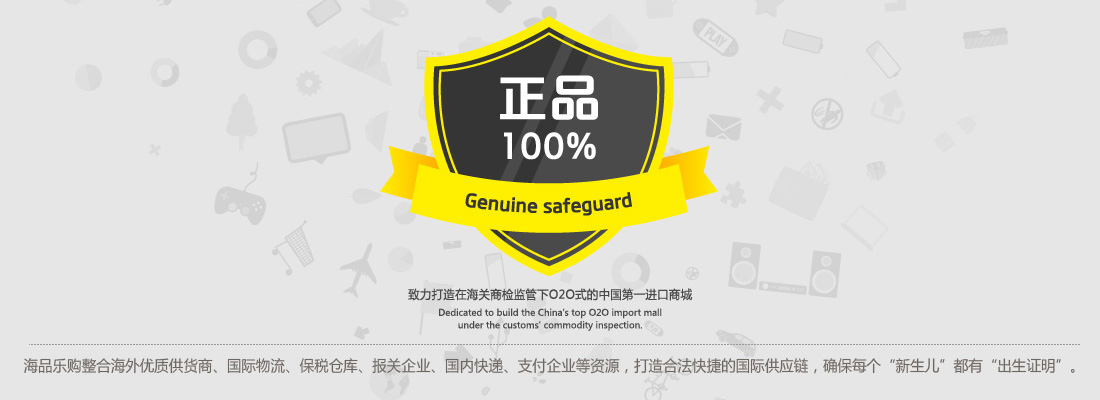 PLAY
正品
100%
Genuine safeguard
致力打造在海关商检监管下O2O式的中国第一进口商城
Dedicated to build the China's top O2O import mall
under the customs' commodity inspection.
海品乐购整合海外优质供货商、国际物流、保税仓库、报关企业、国内快递、支付企业等资源，打造合法快捷的国际供应链，确保每个“新生儿”都有“出生证明”。